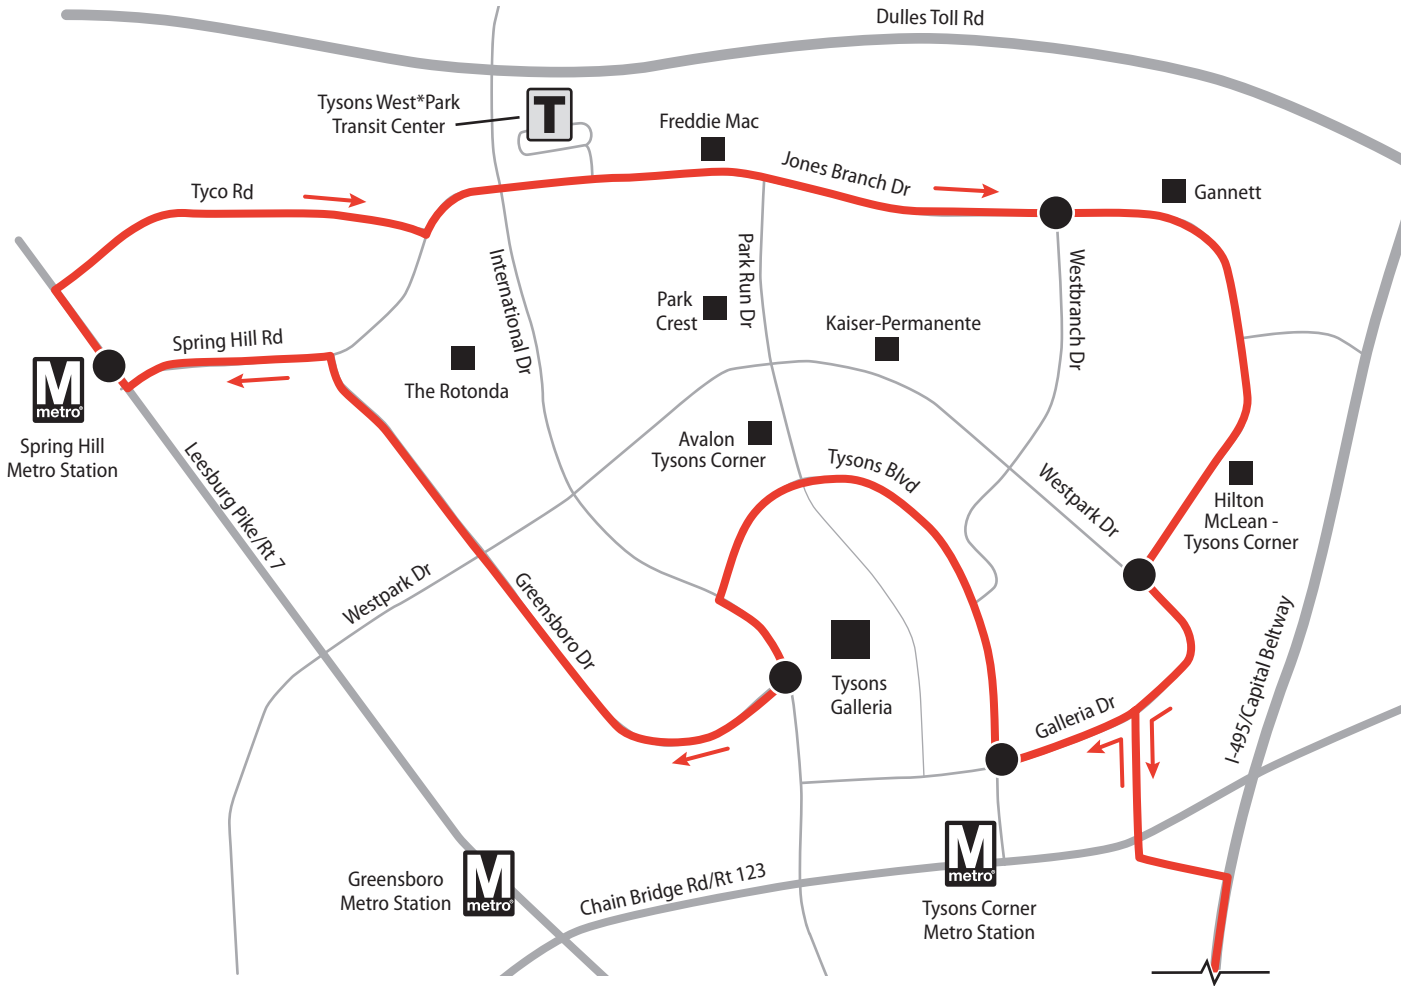 Dulles Toll Rd
Tysons West*Park
Transit Center
T
Freddie Mac
Jones Branch Dr
Gannett
Tyco Rd
International Dr
Park Run Dr
Westbranch Dr
Park
Crest
Kaiser-Permanente
Spring Hill Rd
The Rotonda
M
metro
Spring Hill
Metro Station
Leesburg Pike/Rt 7
Avalon
Tysons Corner
Tysons Blvd
Westpark Dr
Hilton
McLean -
Tysons Corner
Westpark Dr
Greensboro Dr
Tysons
Galleria
Galleria Dr
I-495/Capital Beltway
Greensboro
Metro Station
M
metro
Chain Bridge Rd/Rt 123
M
metro
Tysons Corner
Metro Station